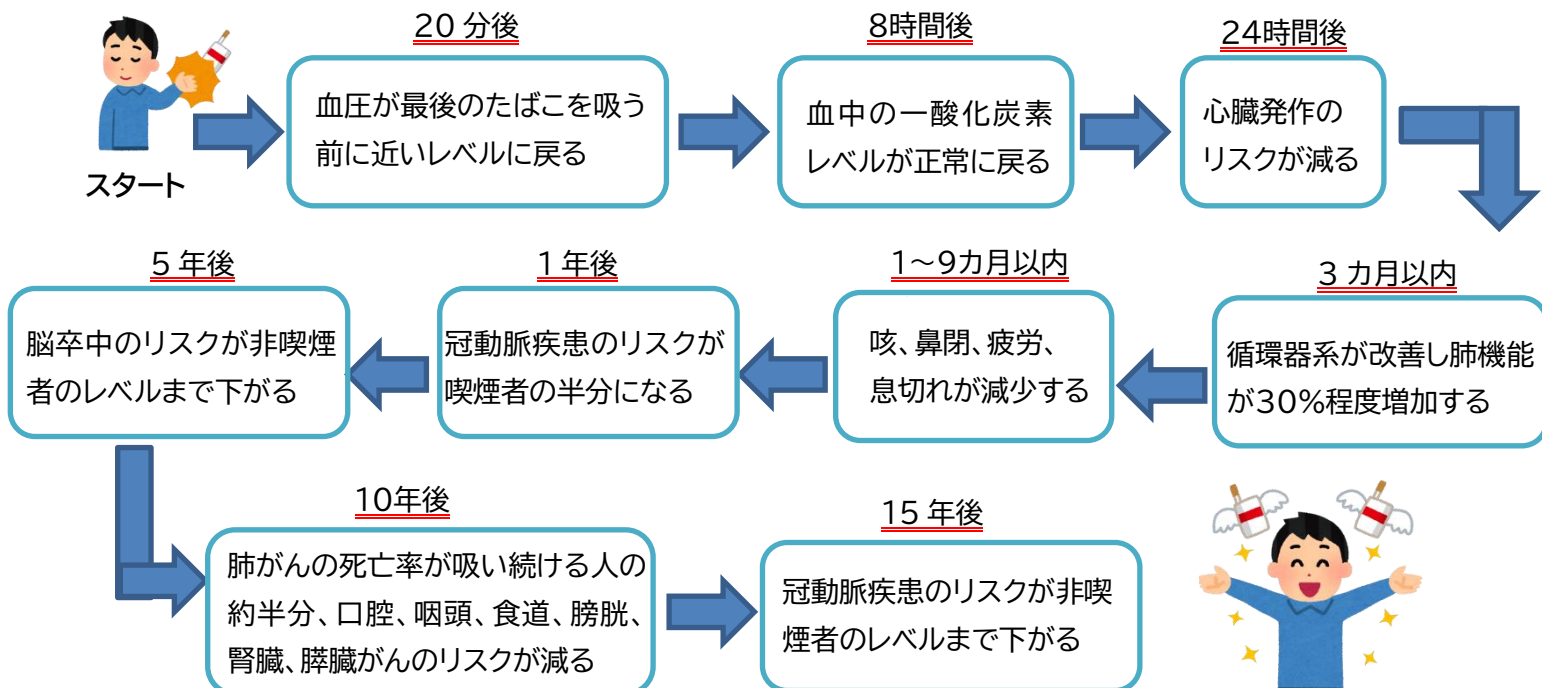 スタート
20 分後
血圧が最後のたばこを吸う
前に近いレベルに戻る
8時間後
血中の一酸化炭素
レベルが正常に戻る
24時間後
心臓発作の
リスクが減る
3 カ月以内
循環器系が改善し肺機能
が30%程度増加する
1～9カ月以内
咳、鼻閉、疲労、
息切れが減少する
1 年後
冠動脈疾患のリスクが
喫煙者の半分になる
5 年後
脳卒中のリスクが非喫煙
者のレベルまで下がる
10年後
肺がんの死亡率が吸い続ける人の
約半分、口腔、咽頭、食道、膀胱、
腎臓、膵臓がんのリスクが減る
15 年後
冠動脈疾患のリスクが非喫
煙者のレベルまで下がる